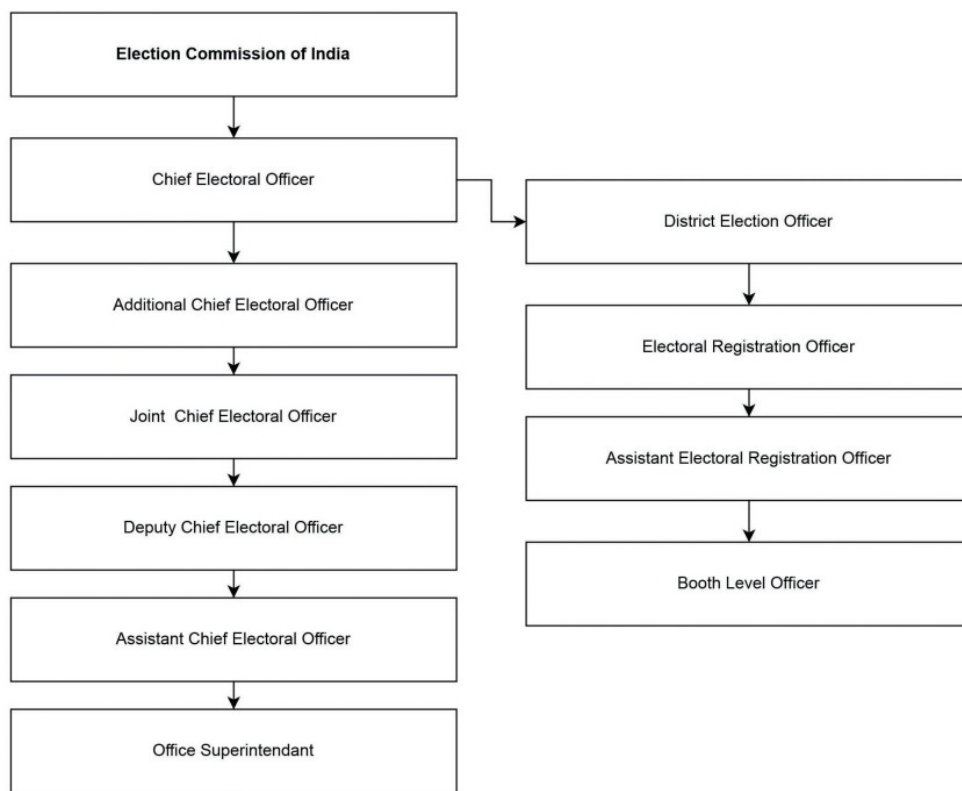 Election Commission of India
Chief Electoral Officer
Additional Chief Electoral Officer
Joint  Chief Electoral Officer
Deputy Chief Electoral Officer
Assistant Chief Electoral Officer
Office Superintendant
District Election Officer
Electoral Registration Officer
Assistant Electoral Registration Officer
Booth Level Officer